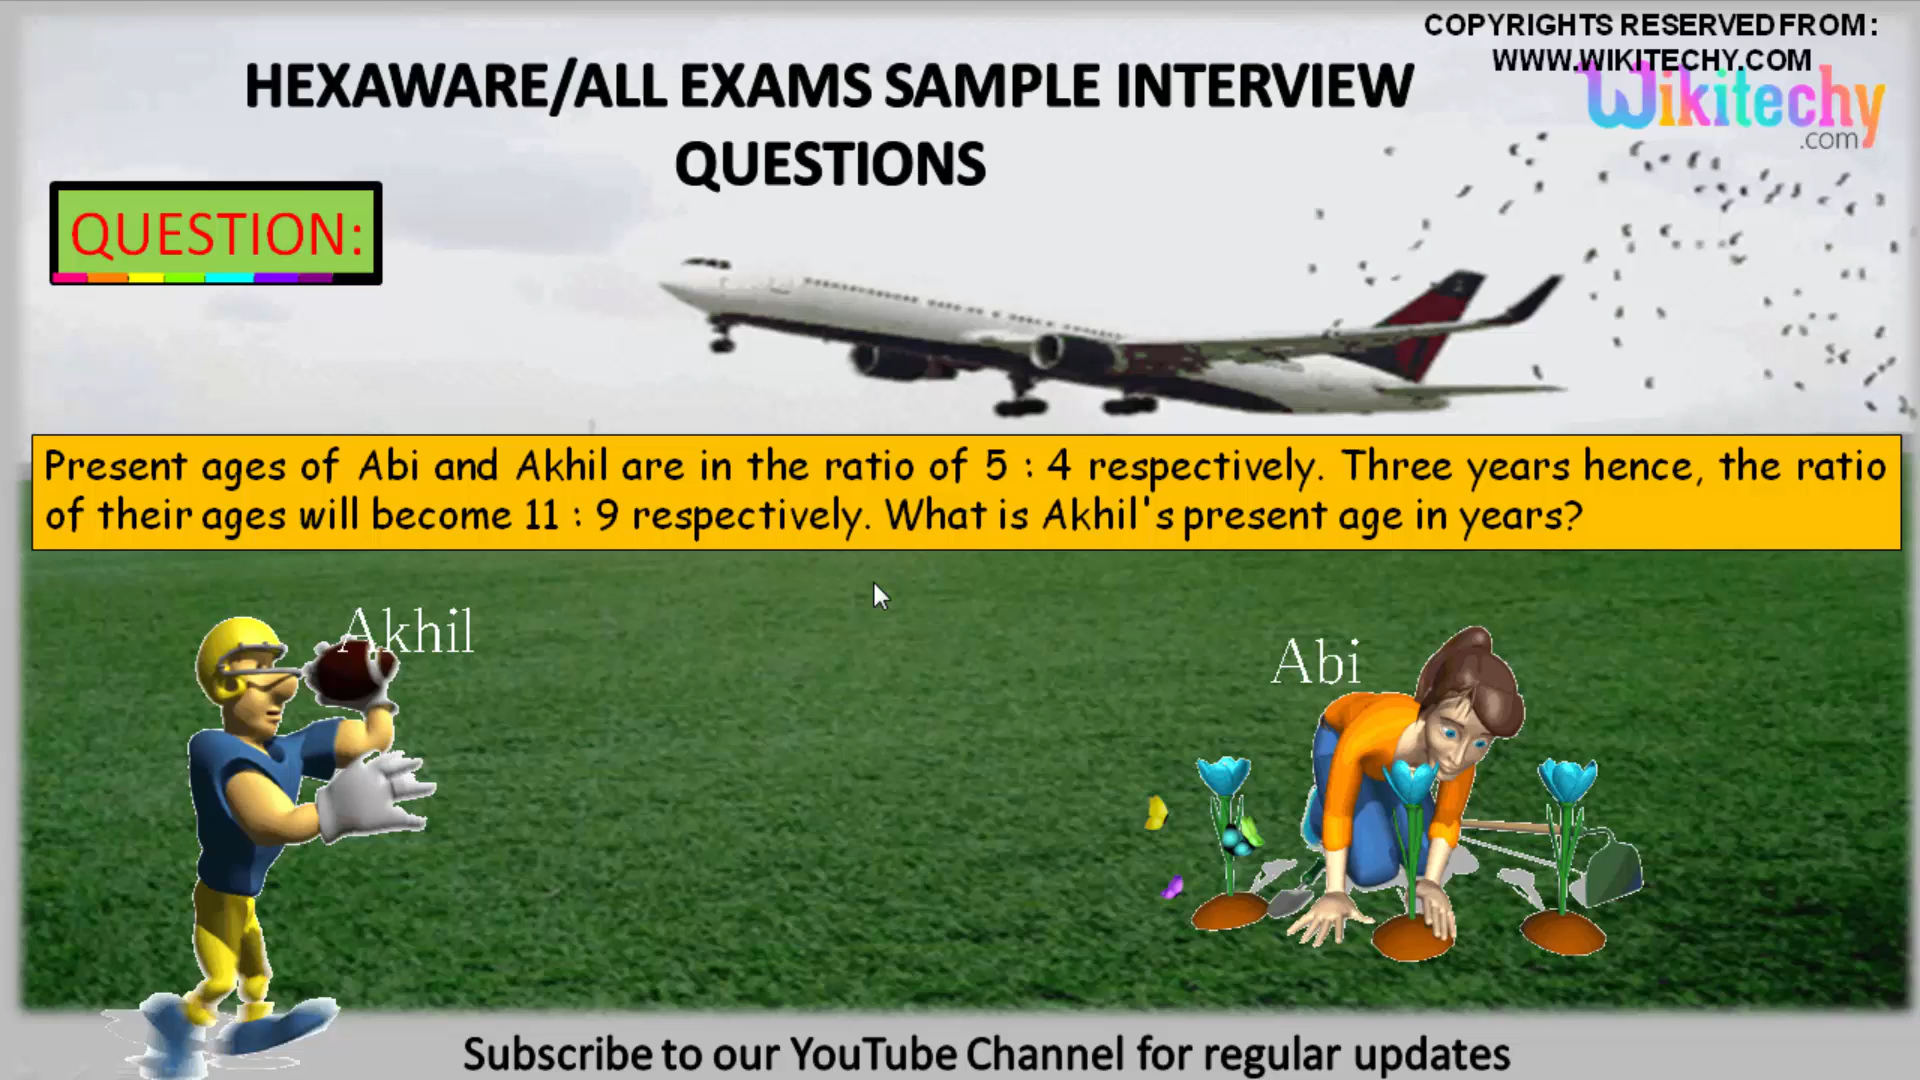 COPYRIGHTS RESERVED FROM :
WWW.WIKITECHY.COM
Wikitechy
.com
HEXAWARE/ALL EXAMS SAMPLE INTERVIEW
QUESTIONS
QUESTION:
Present ages of Abi and Akhil are in the ratio of 5 : 4 respectively. Three years hence, the ratio
of their ages will become 11 : 9 respectively. What is Akhil's present age in years?
Akhil
Abi
Subscribe to our YouTube Channel for regular updates